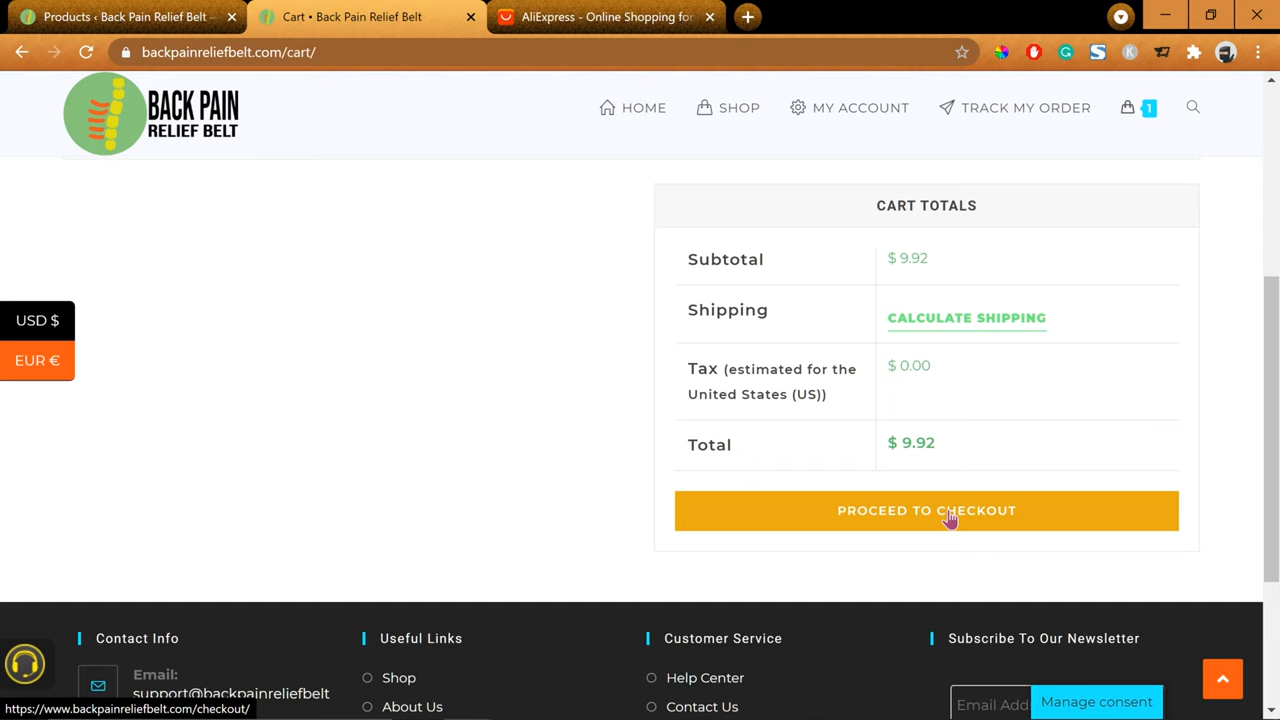 Products ‹ Back Pain Relief Belt –
Cart • Back Pain Relief Belt
AliExpress - Online Shopping for
backpainreliefbelt.com/cart/
BACK PAIN
RELIEF BELT
HOME
SHOP
MY ACCOUNT
TRACK MY ORDER
1
CART TOTALS
Subtotal
$ 9.92
Shipping
CALCULATE SHIPPING
Tax (estimated for the
United States (US))
$ 0.00
Total
$ 9.92
PROCEED TO CHECKOUT
USD $
EUR €
Contact Info
Useful Links
Customer Service
Subscribe To Our Newsletter
Email:
support@backpainreliefbelt
Shop
About Us
Help Center
Contact Us
Email Add
Manage consent
https://www.backpainreliefbelt.com/checkout/